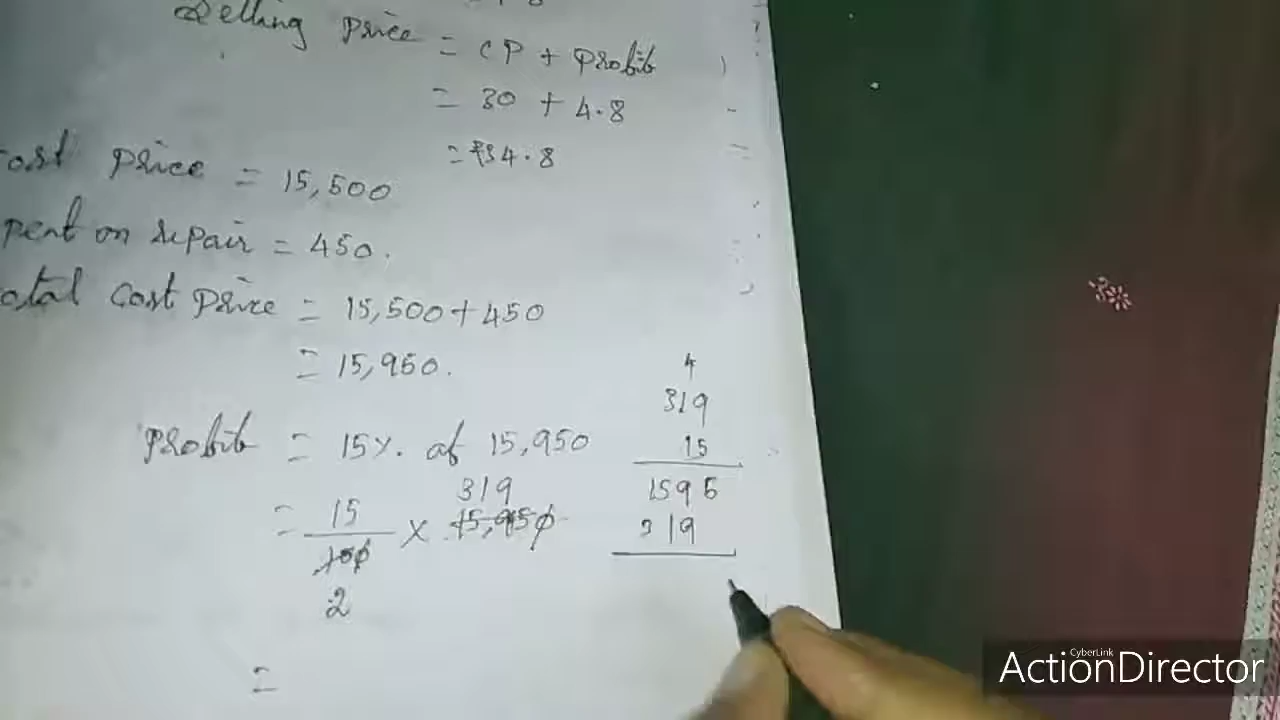 Selling price = CP + Profit
= 30 + 4.8
= ₹34.8
ost price = 15,500
pent on repair = 450.
otal cost price = 15,500 + 450
= 15,950.
Profit = 15%. of 15,950
= 15/100 × 15,950
319
2
=
4
319
15
1595
319
CyberLink
ActionDirector